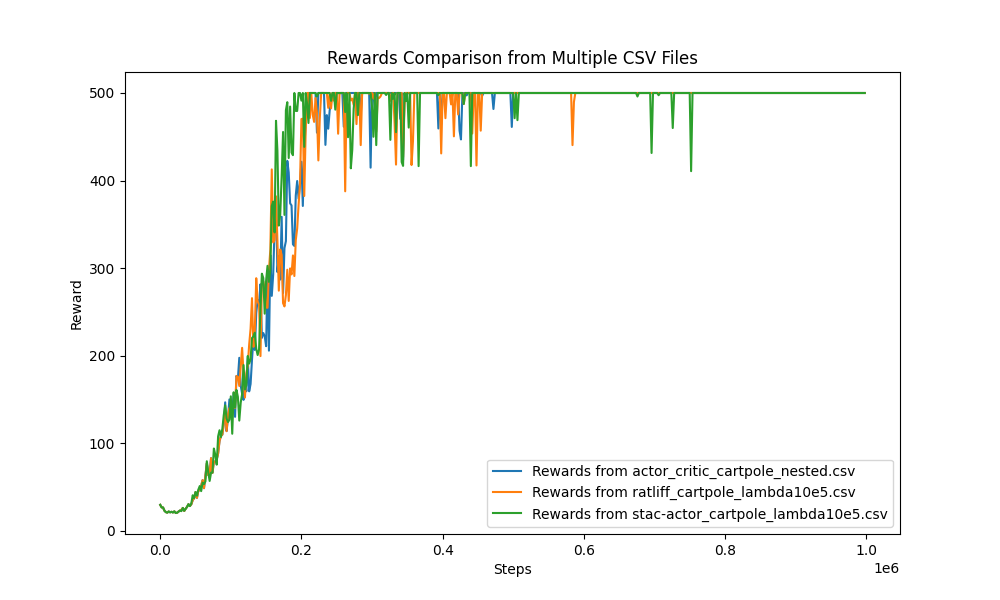 Rewards Comparison from Multiple CSV Files
Reward
500
400
300
200
100
0
0.0 0.2 0.4 0.6 0.8 1.0
1e6
Steps
Rewards from actor_critic_cartpole_nested.csv
Rewards from ratliff_cartpole_lambda10e5.csv
Rewards from stac-actor_cartpole_lambda10e5.csv